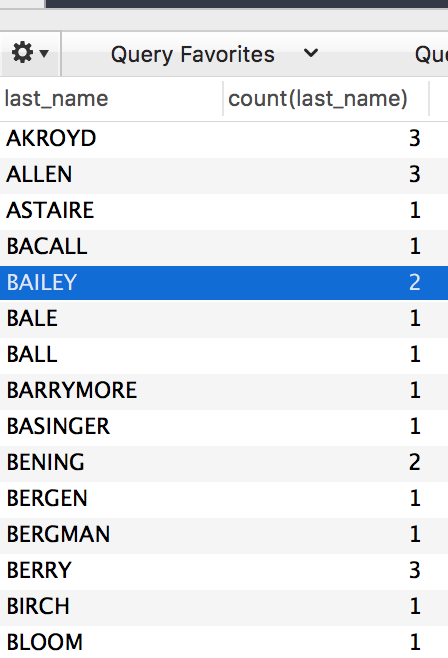 Query Favorites Que
last_name count(last_name)
AKROYD 3
ALLEN 3
ASTAIRE 1
BACALL 1
BAILEY 2
BALE 1
BALL 1
BARRYMORE 1
BASINGER 1
BENING 2
BERGEN 1
BERGMAN 1
BERRY 3
BIRCH 1
BLOOM 1